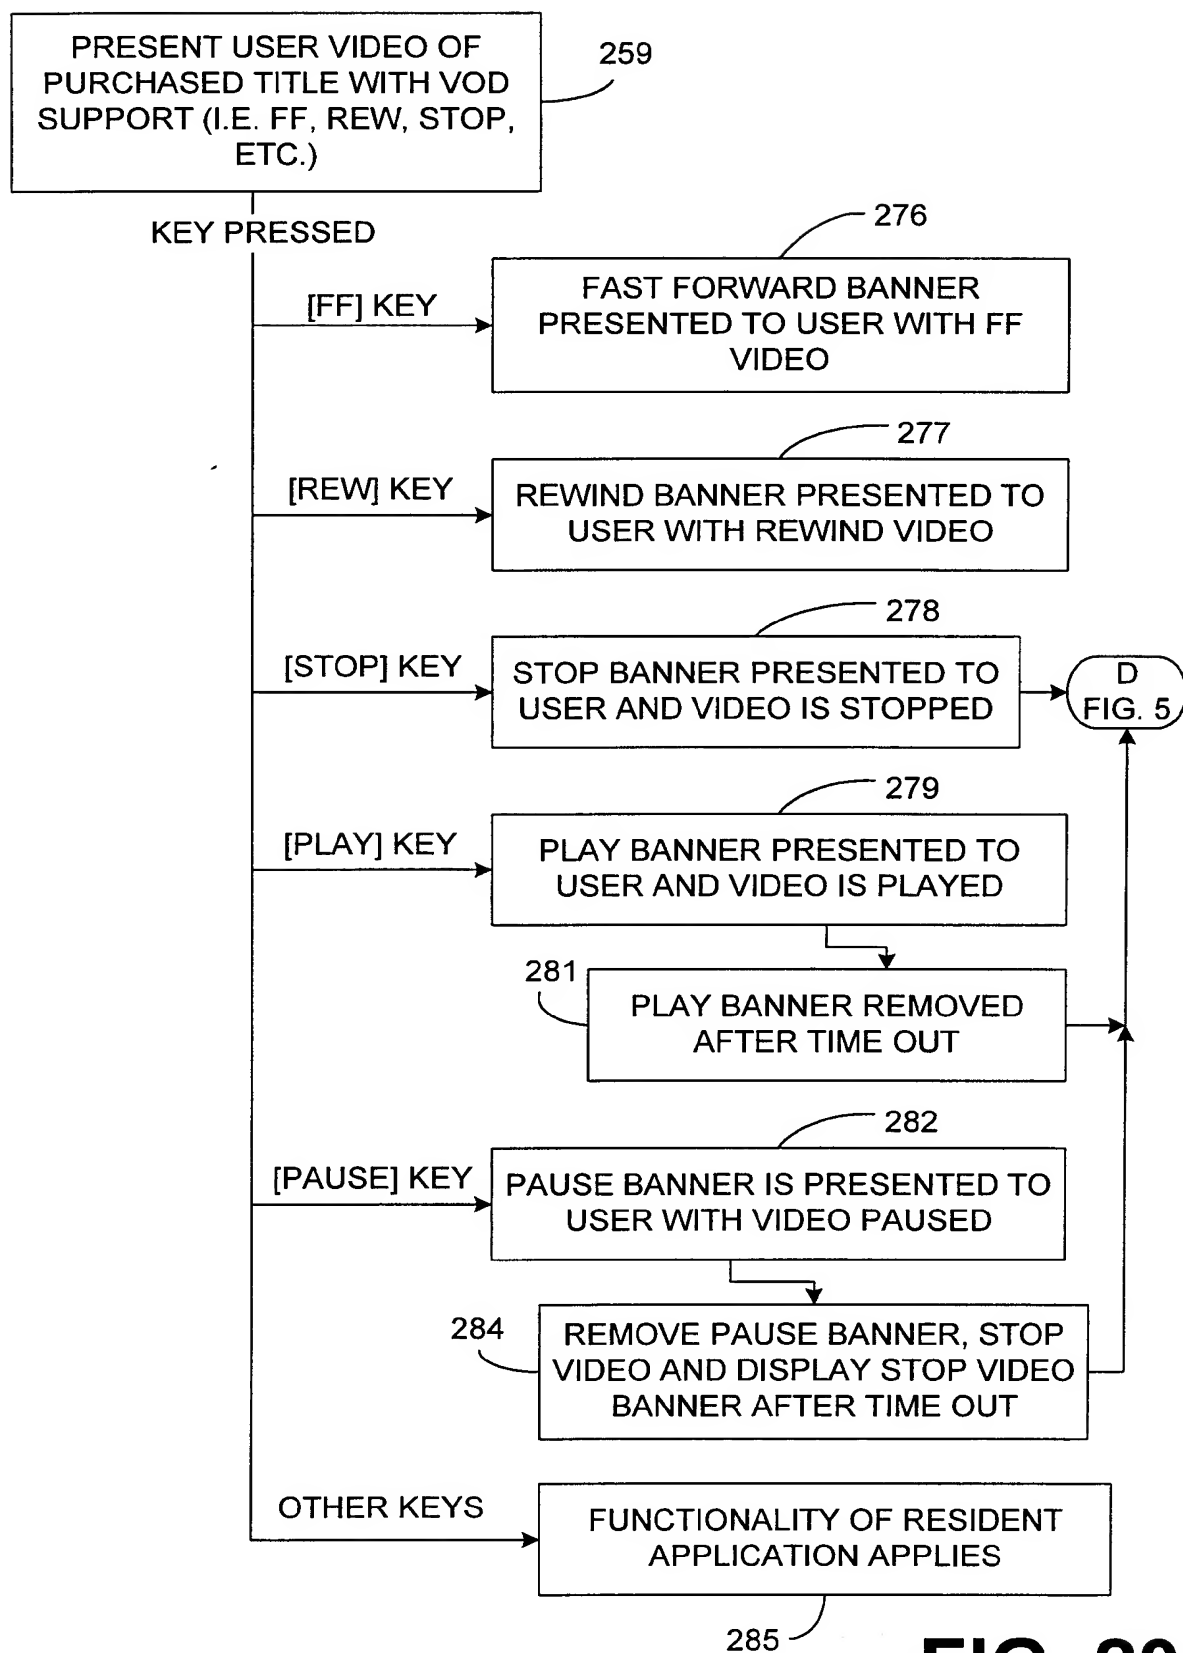 PRESENT USER VIDEO OF
PURCHASED TITLE WITH VOD
SUPPORT (I.E. FF, REW, STOP,
ETC.)
259
KEY PRESSED
276
[FF] KEY
FAST FORWARD BANNER
PRESENTED TO USER WITH FF
VIDEO
277
[REW] KEY
REWIND BANNER PRESENTED TO
USER WITH REWIND VIDEO
278
[STOP] KEY
STOP BANNER PRESENTED TO
USER AND VIDEO IS STOPPED
D
FIG. 5
279
[PLAY] KEY
PLAY BANNER PRESENTED TO
USER AND VIDEO IS PLAYED
281
PLAY BANNER REMOVED
AFTER TIME OUT
282
[PAUSE] KEY
PAUSE BANNER IS PRESENTED TO
USER WITH VIDEO PAUSED
284
REMOVE PAUSE BANNER, STOP
VIDEO AND DISPLAY STOP VIDEO
BANNER AFTER TIME OUT
OTHER KEYS
FUNCTIONALITY OF RESIDENT
APPLICATION APPLIES
285
FIG.